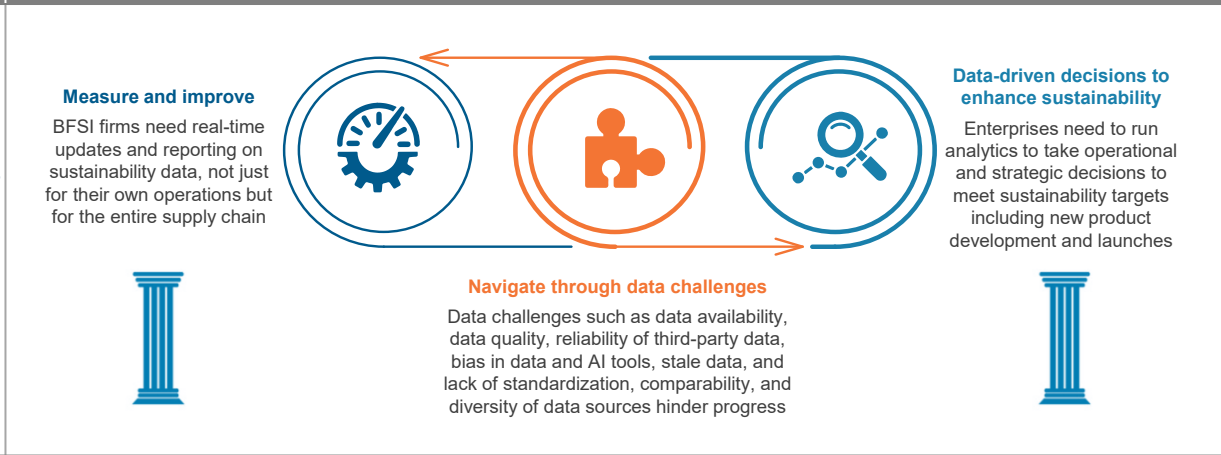 Measure and improve
BFSI firms need real-time
updates and reporting on
sustainability data, not just
for their own operations but
for the entire supply chain
Navigate through data challenges
Data challenges such as data availability,
data quality, reliability of third-party data,
bias in data and AI tools, stale data, and
lack of standardization, comparability, and
diversity of data sources hinder progress
Data-driven decisions to
enhance sustainability
Enterprises need to run
analytics to take operational
and strategic decisions to
meet sustainability targets
including new product
development and launches